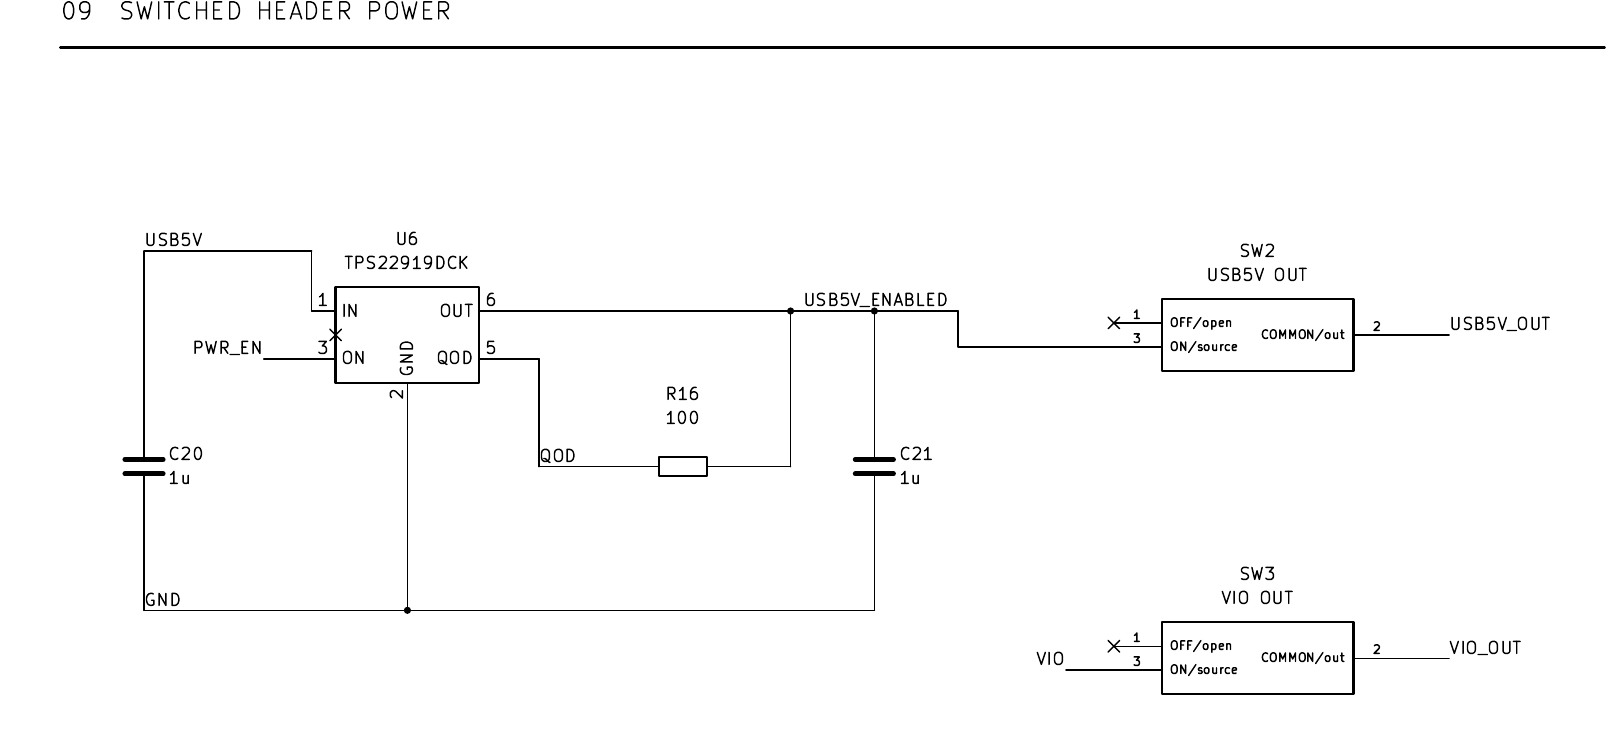 09 SWITCHED HEADER POWER
USB5V
U6
TPS22919DCK
1
IN
OUT
6
PWR_EN
3
ON
GND
QOD
5
2
C20
1u
GND
QOD
R16
100
USB5V_ENABLED
C21
1u
SW2
USB5V OUT
1
OFF/open
3
ON/source
COMMON/out
2
USB5V_OUT
SW3
VIO OUT
VIO
1
OFF/open
3
ON/source
COMMON/out
2
VIO_OUT